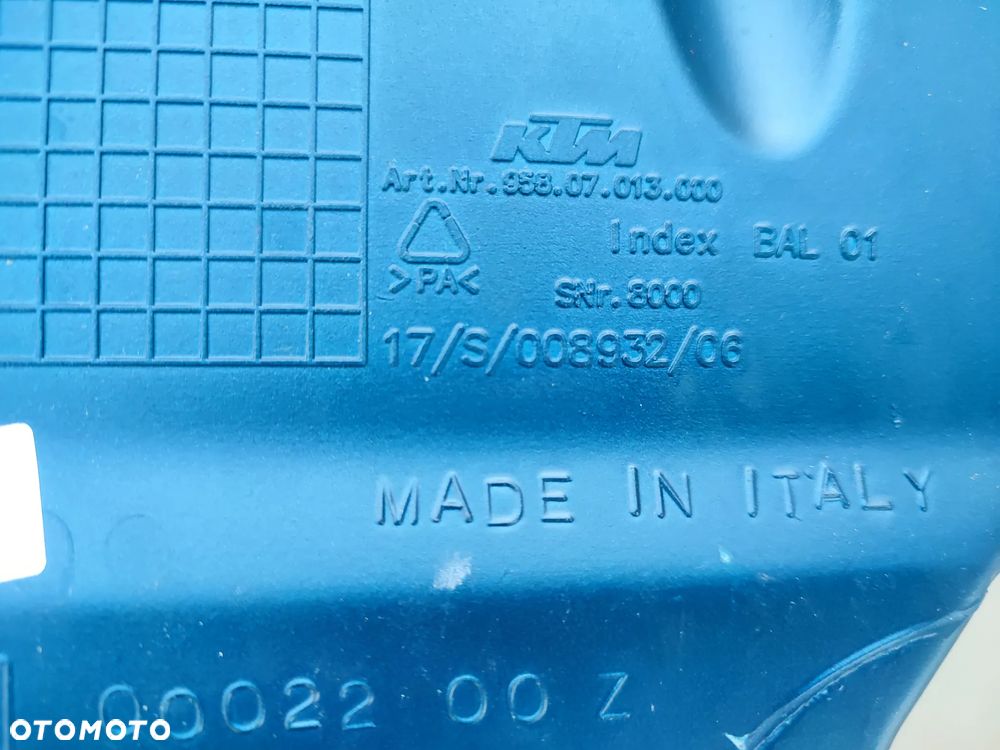 KTM
Art.Nr.958.07.013.000
Index BAL 01
>PA<
SNr.8000
17/S/008932/06
MADE IN ITALY
00022 00 Z
OTOMOTO